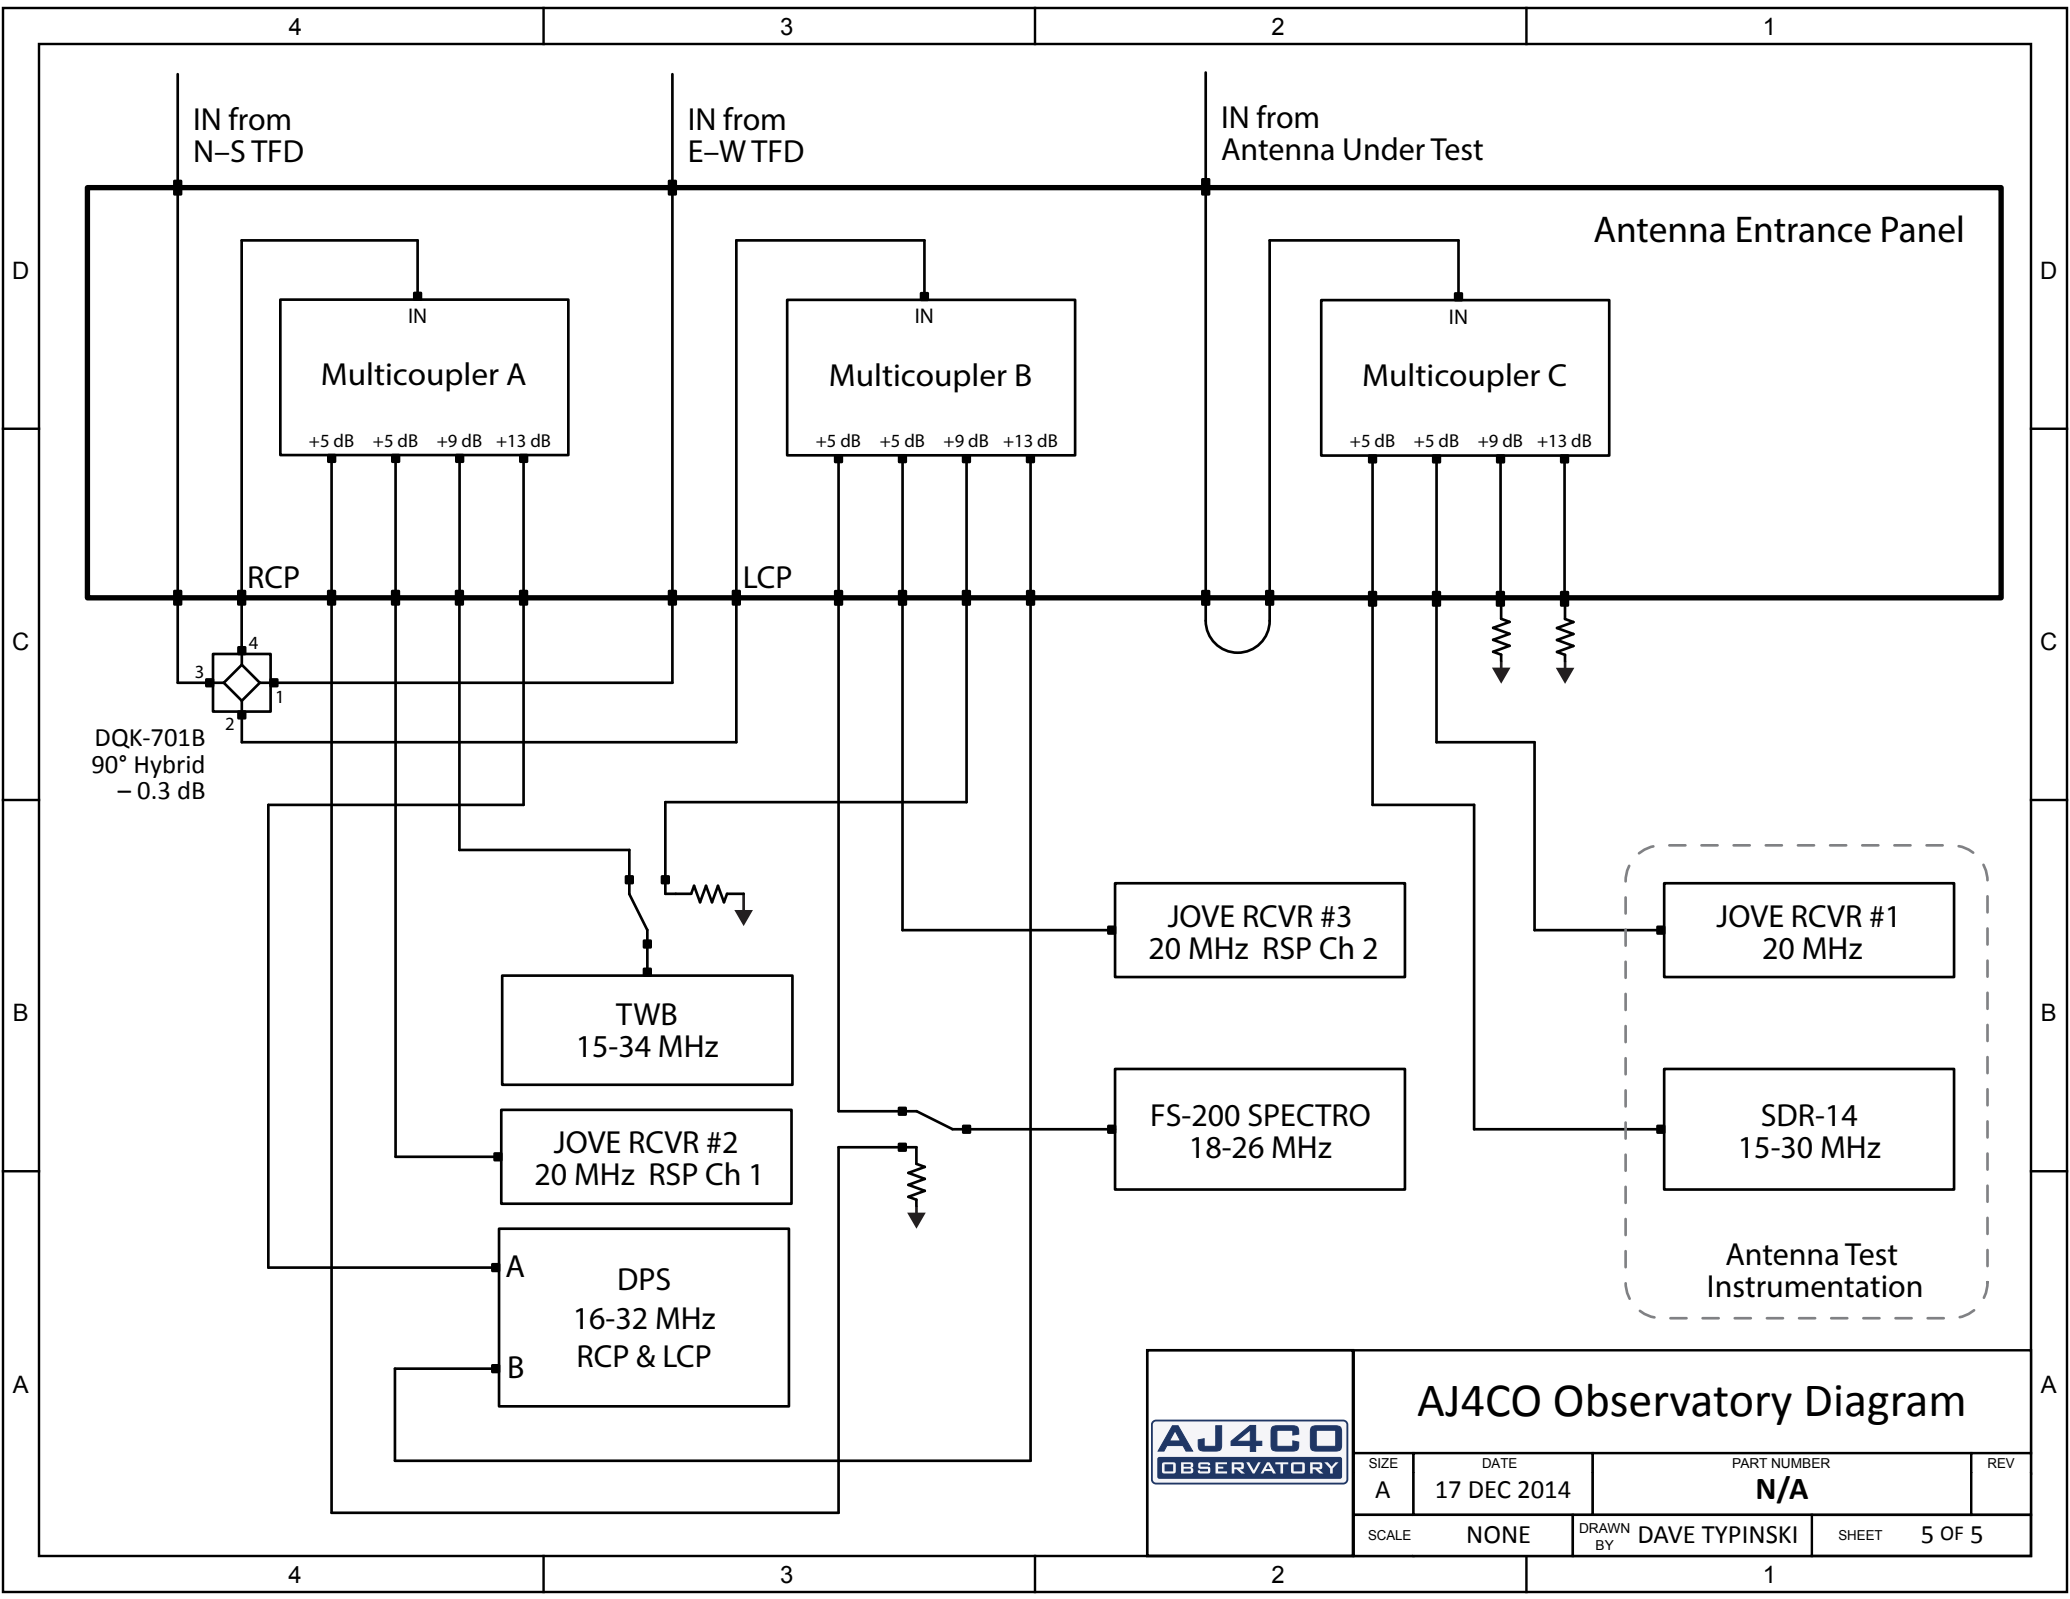 4 3 2 1
IN from
N–S TFD
IN from
E–W TFD
IN from
Antenna Under Test
Antenna Entrance Panel
D D
IN
Multicoupler A
+5 dB +5 dB +9 dB +13 dB
IN
Multicoupler B
+5 dB +5 dB +9 dB +13 dB
IN
Multicoupler C
+5 dB +5 dB +9 dB +13 dB
RCP
LCP
C C
4
3
1
2
DQK-701B
90° Hybrid
– 0.3 dB
JOVE RCVR #3
20 MHz RSP Ch 2
JOVE RCVR #1
20 MHz
TWB
15-34 MHz
B B
JOVE RCVR #2
20 MHz RSP Ch 1
FS-200 SPECTRO
18-26 MHz
SDR-14
15-30 MHz
Antenna Test
Instrumentation
A
B
DPS
16-32 MHz
RCP & LCP
A A
AJ4CO
OBSERVATORY
AJ4CO Observatory Diagram
SIZE
A
DATE
17 DEC 2014
PART NUMBER
N/A
REV
SCALE NONE
DRAWN
BY
DAVE TYPINSKI
SHEET 5 OF 5
4 3 2 1